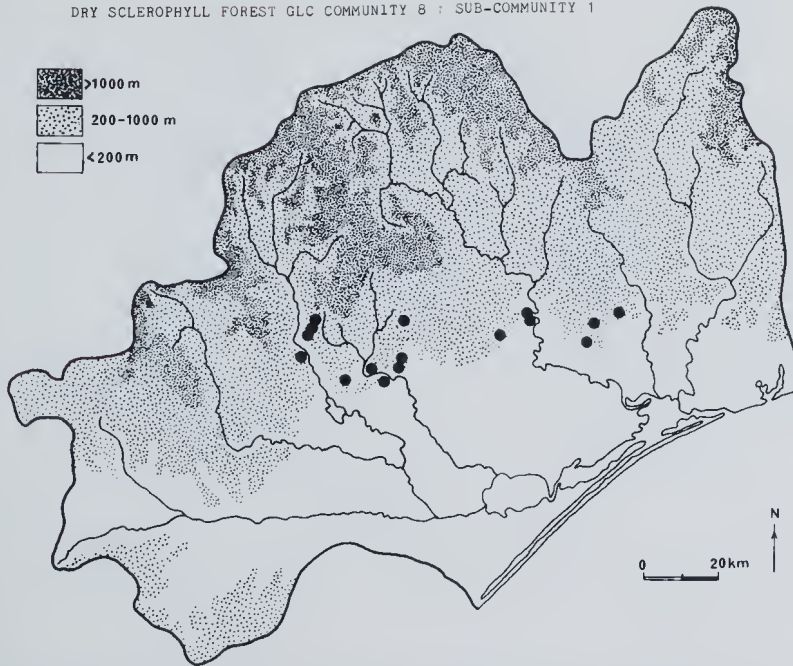 DRY SCLEROPHYLL FOREST GLC COMMUNITY 8 : SUB-COMMUNITY 1
>1000 m
200-1000 m
<200m
N
0 20km